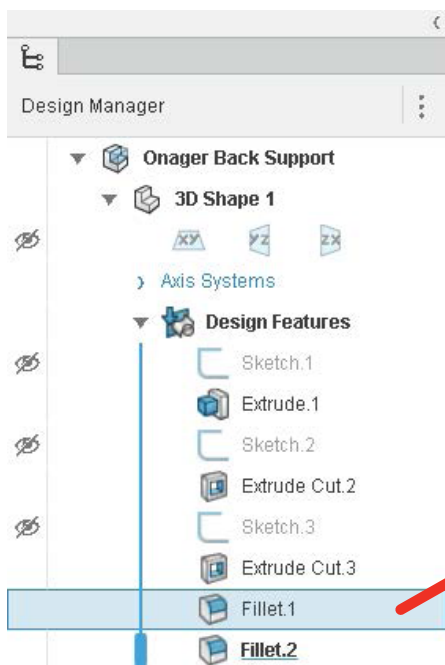 Design Manager
Onager Back Support
3D Shape 1
XY YZ ZX
Axis Systems
Design Features
Sketch.1
Extrude.1
Sketch.2
Extrude Cut.2
Sketch.3
Extrude Cut.3
Fillet.1
Fillet.2